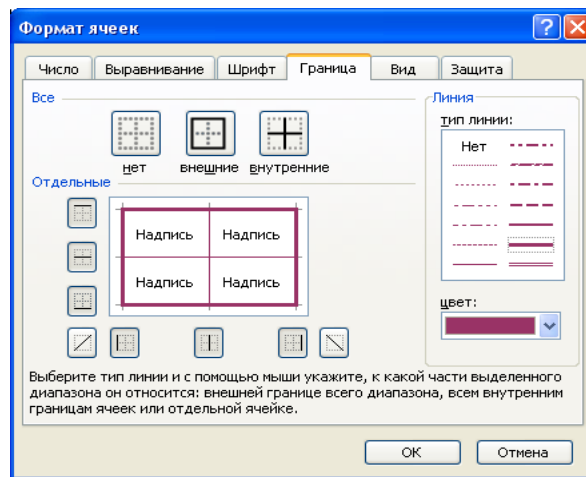 Формат ячеек
Число Выравнивание Шрифт Граница Вид Защита
Все
нет внешние внутренние
Отдельные
Надпись Надпись
Надпись Надпись
Линия
тип линии:
Нет
цвет:
Выберите тип линии и с помощью мыши укажите, к какой части выделенного
диапазона он относится: внешней границе всего диапазона, всем внутренним
границам ячеек или отдельной ячейке.
ОК Отмена